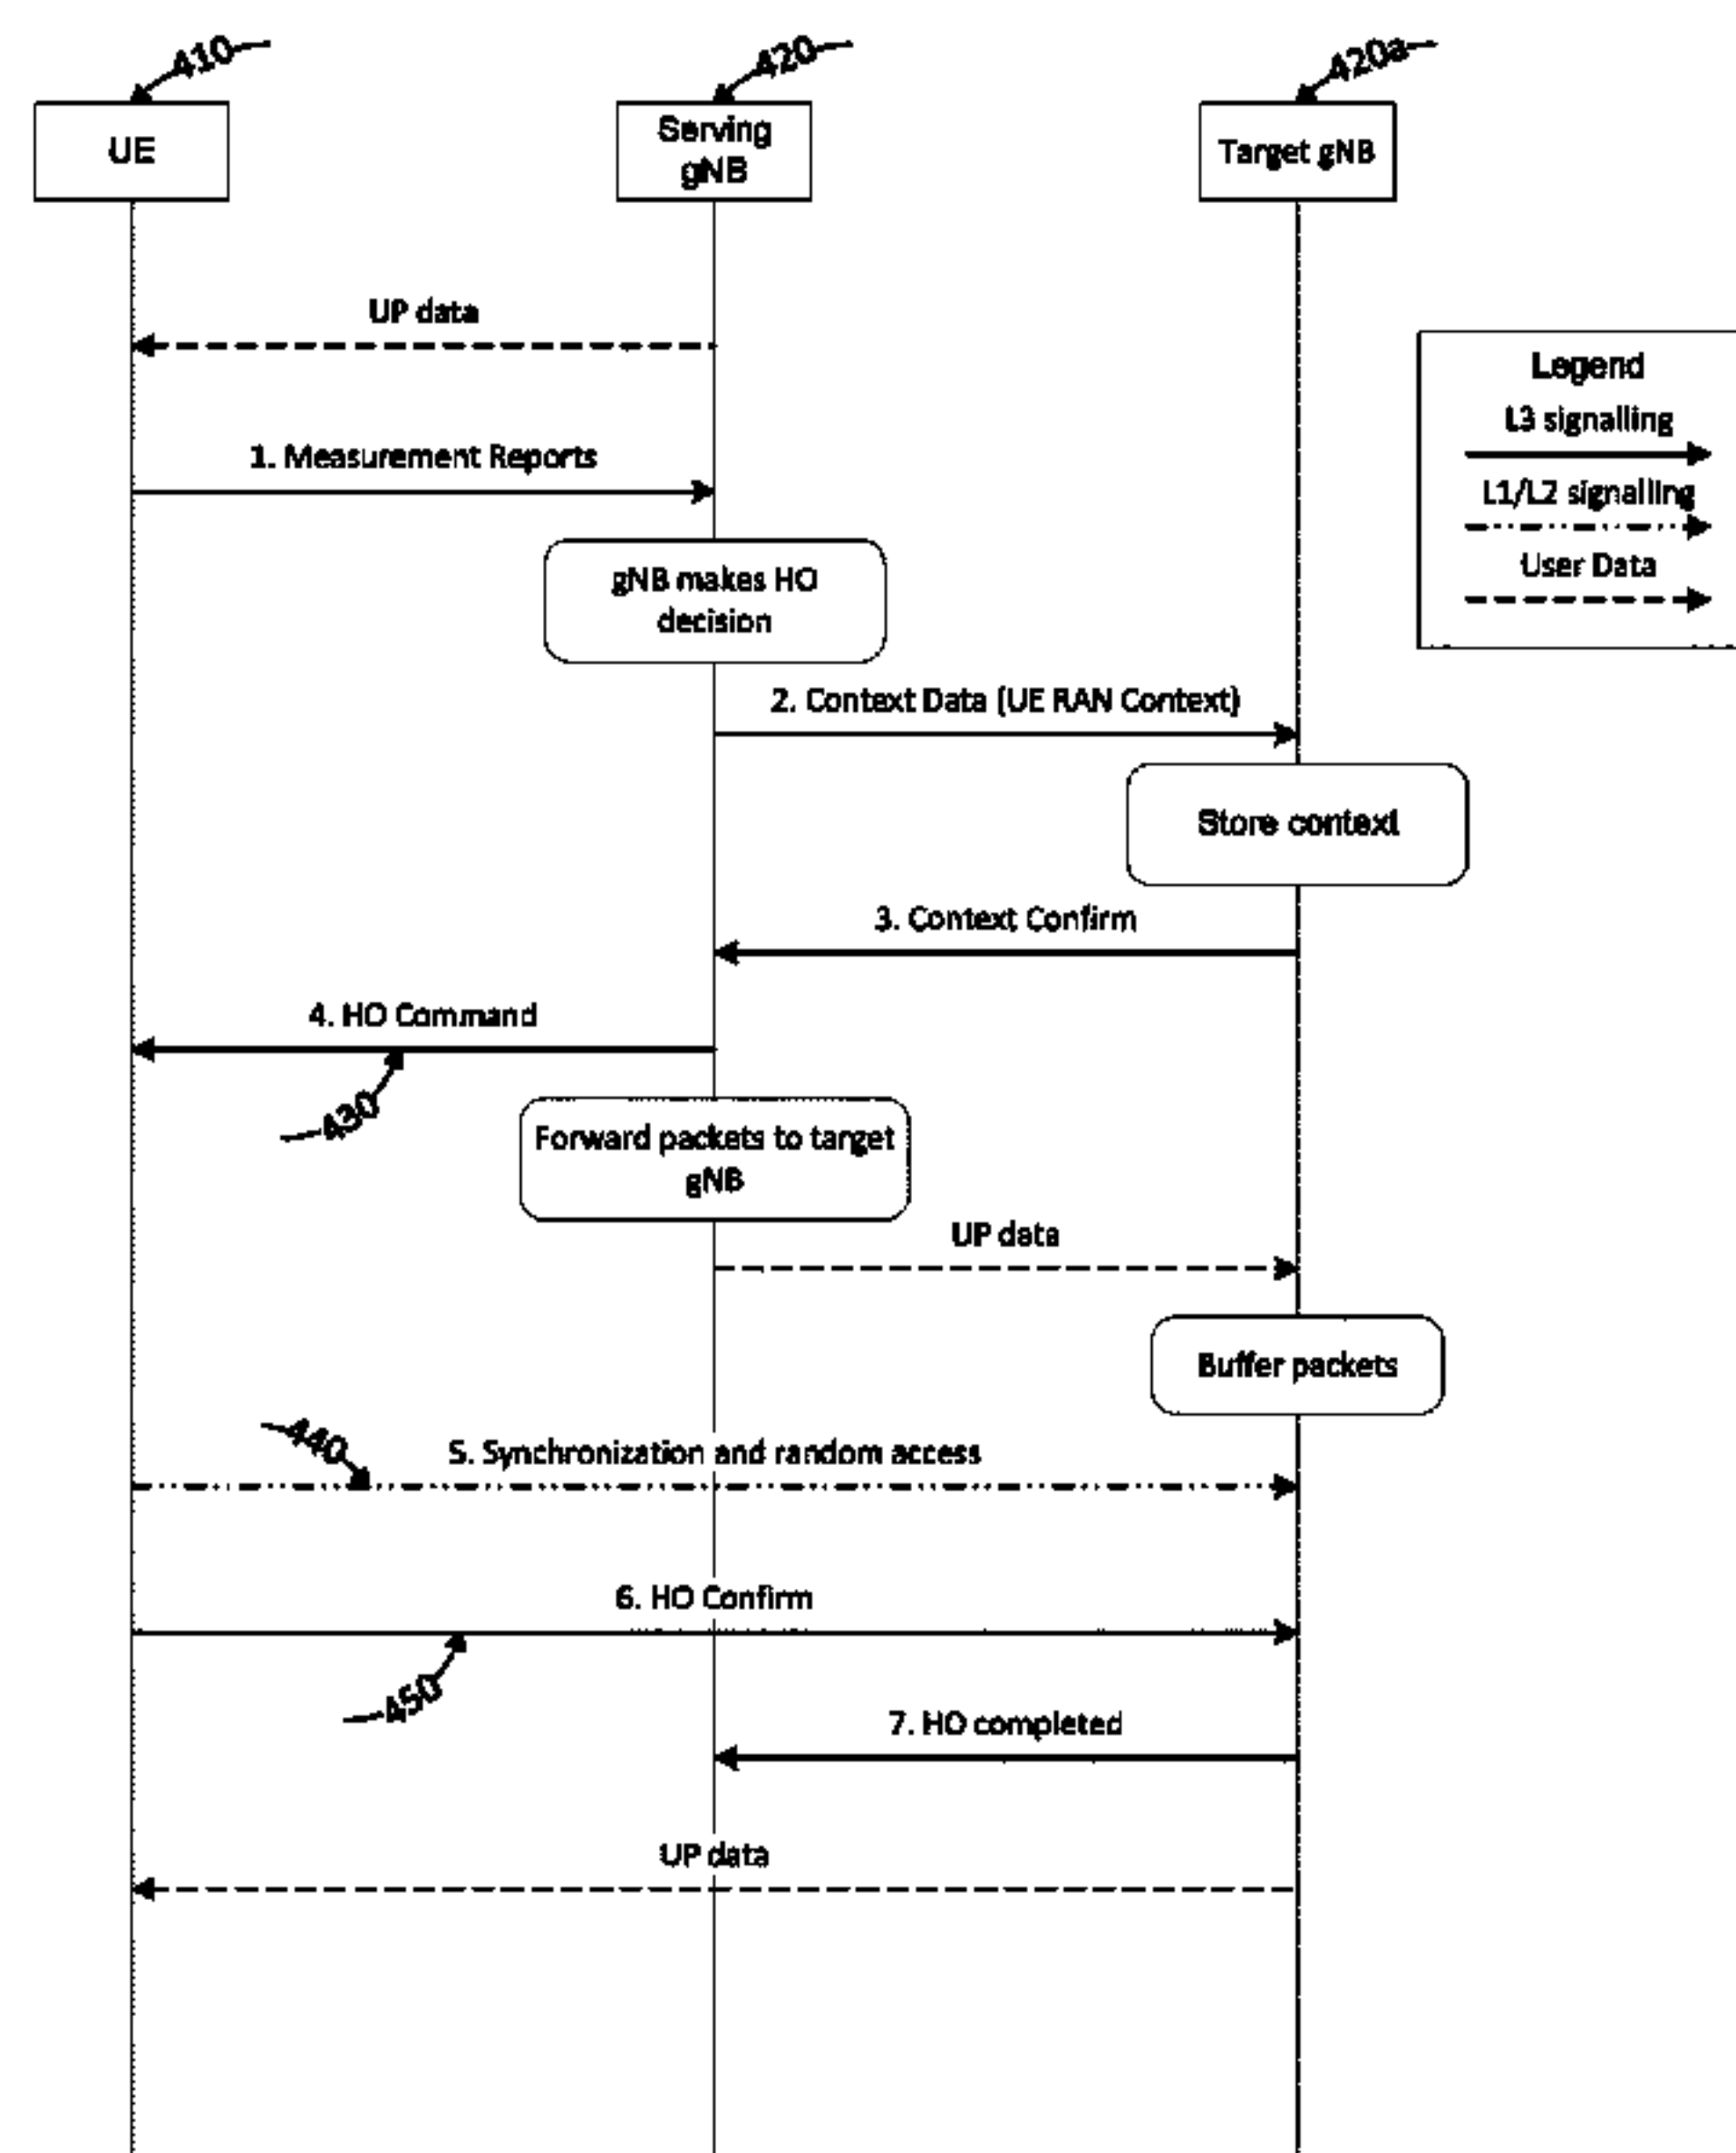 410
420
420a
UE
Serving
gNB
Target gNB
UP data
Legend
L3 signalling
L1/L2 signalling
User Data
1. Measurement Reports
gNB makes HO
decision
2. Context Data (UE RAN Context)
Store context
3. Context Confirm
4. HO Command
430
Forward packets to target
gNB
UP data
Buffer packets
440
5. Synchronization and random access
6. HO Confirm
450
7. HO completed
UP data